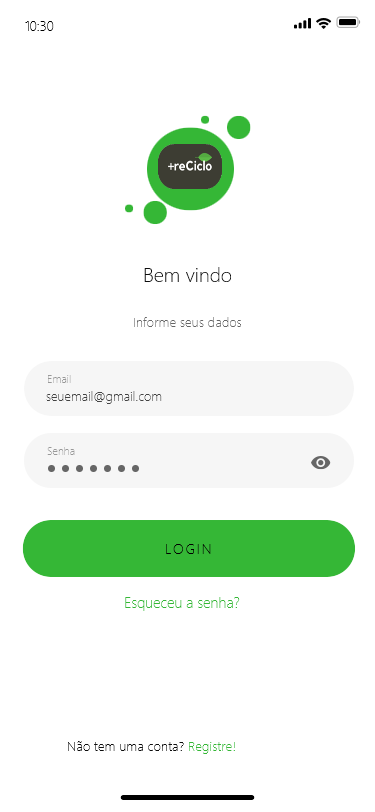 10:30
+reCiclo
Bem vindo
Informe seus dados
Email
seuemail@gmail.com
Senha
LOGIN
Esqueceu a senha?
Não tem uma conta? Registre!